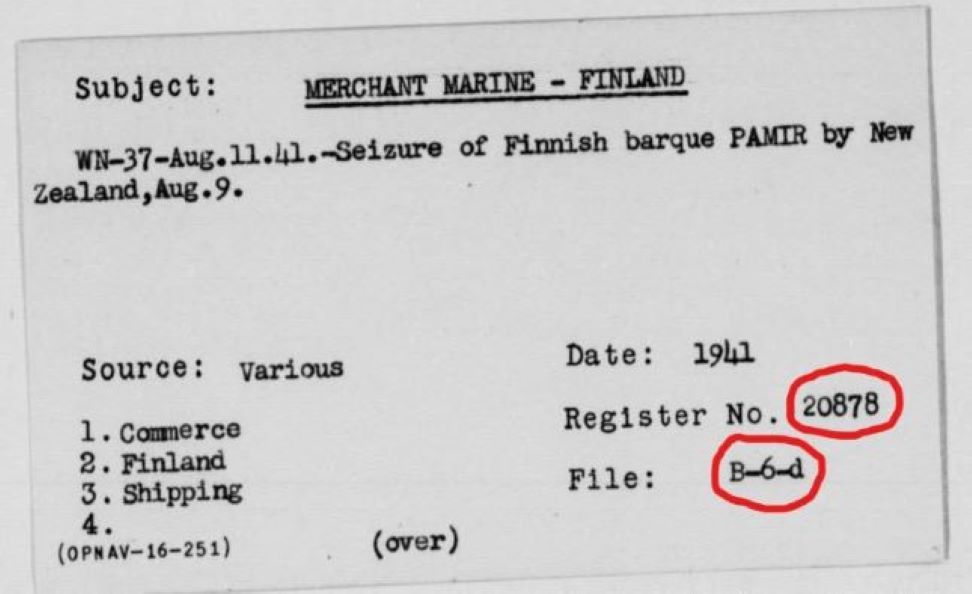 Subject: MERCHANT MARINE - FINLAND
WN-37-Aug.11.41.-Seizure of Finnish barque PAMIR by New
Zealand,Aug.9.
Source: Various
Date: 1941
1. Commerce
Register No. 20878
2. Finland
File: B-6-d
3. Shipping
4.
(OPNAV-16-251)
(over)